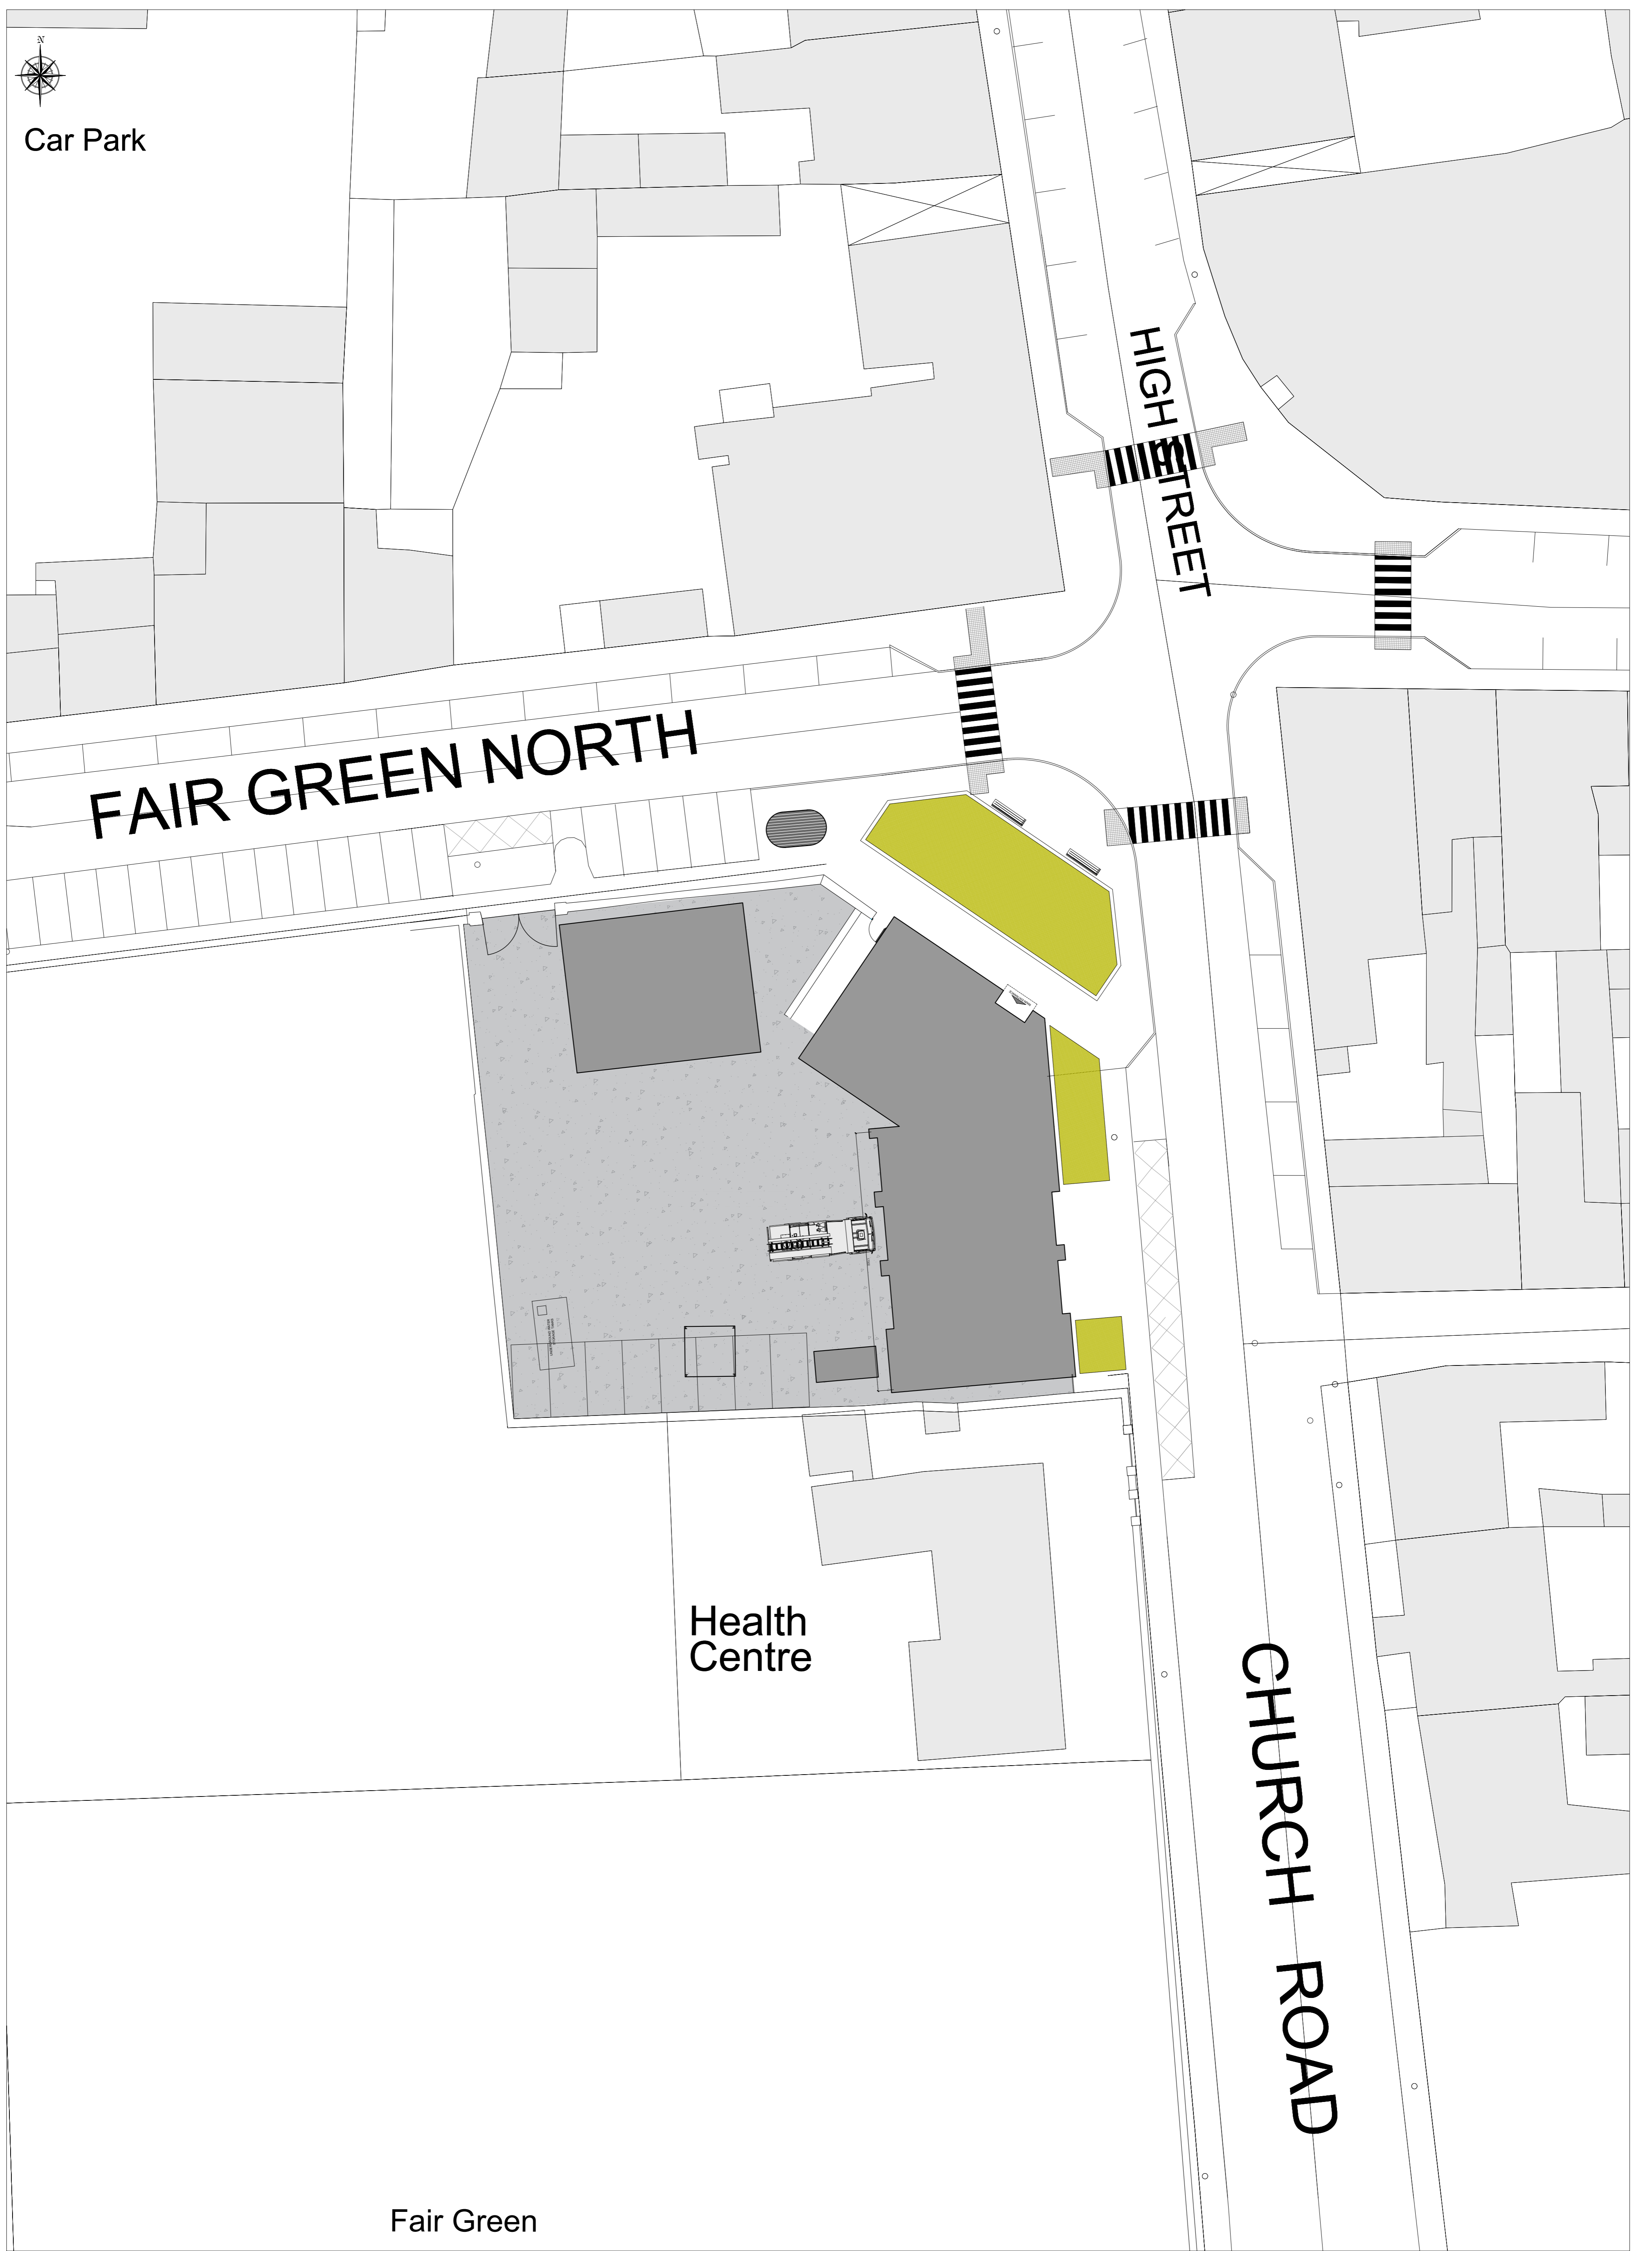 N
Car Park
HIGH STREET
FAIR GREEN NORTH
Health
Centre
CHURCH ROAD
Fair Green